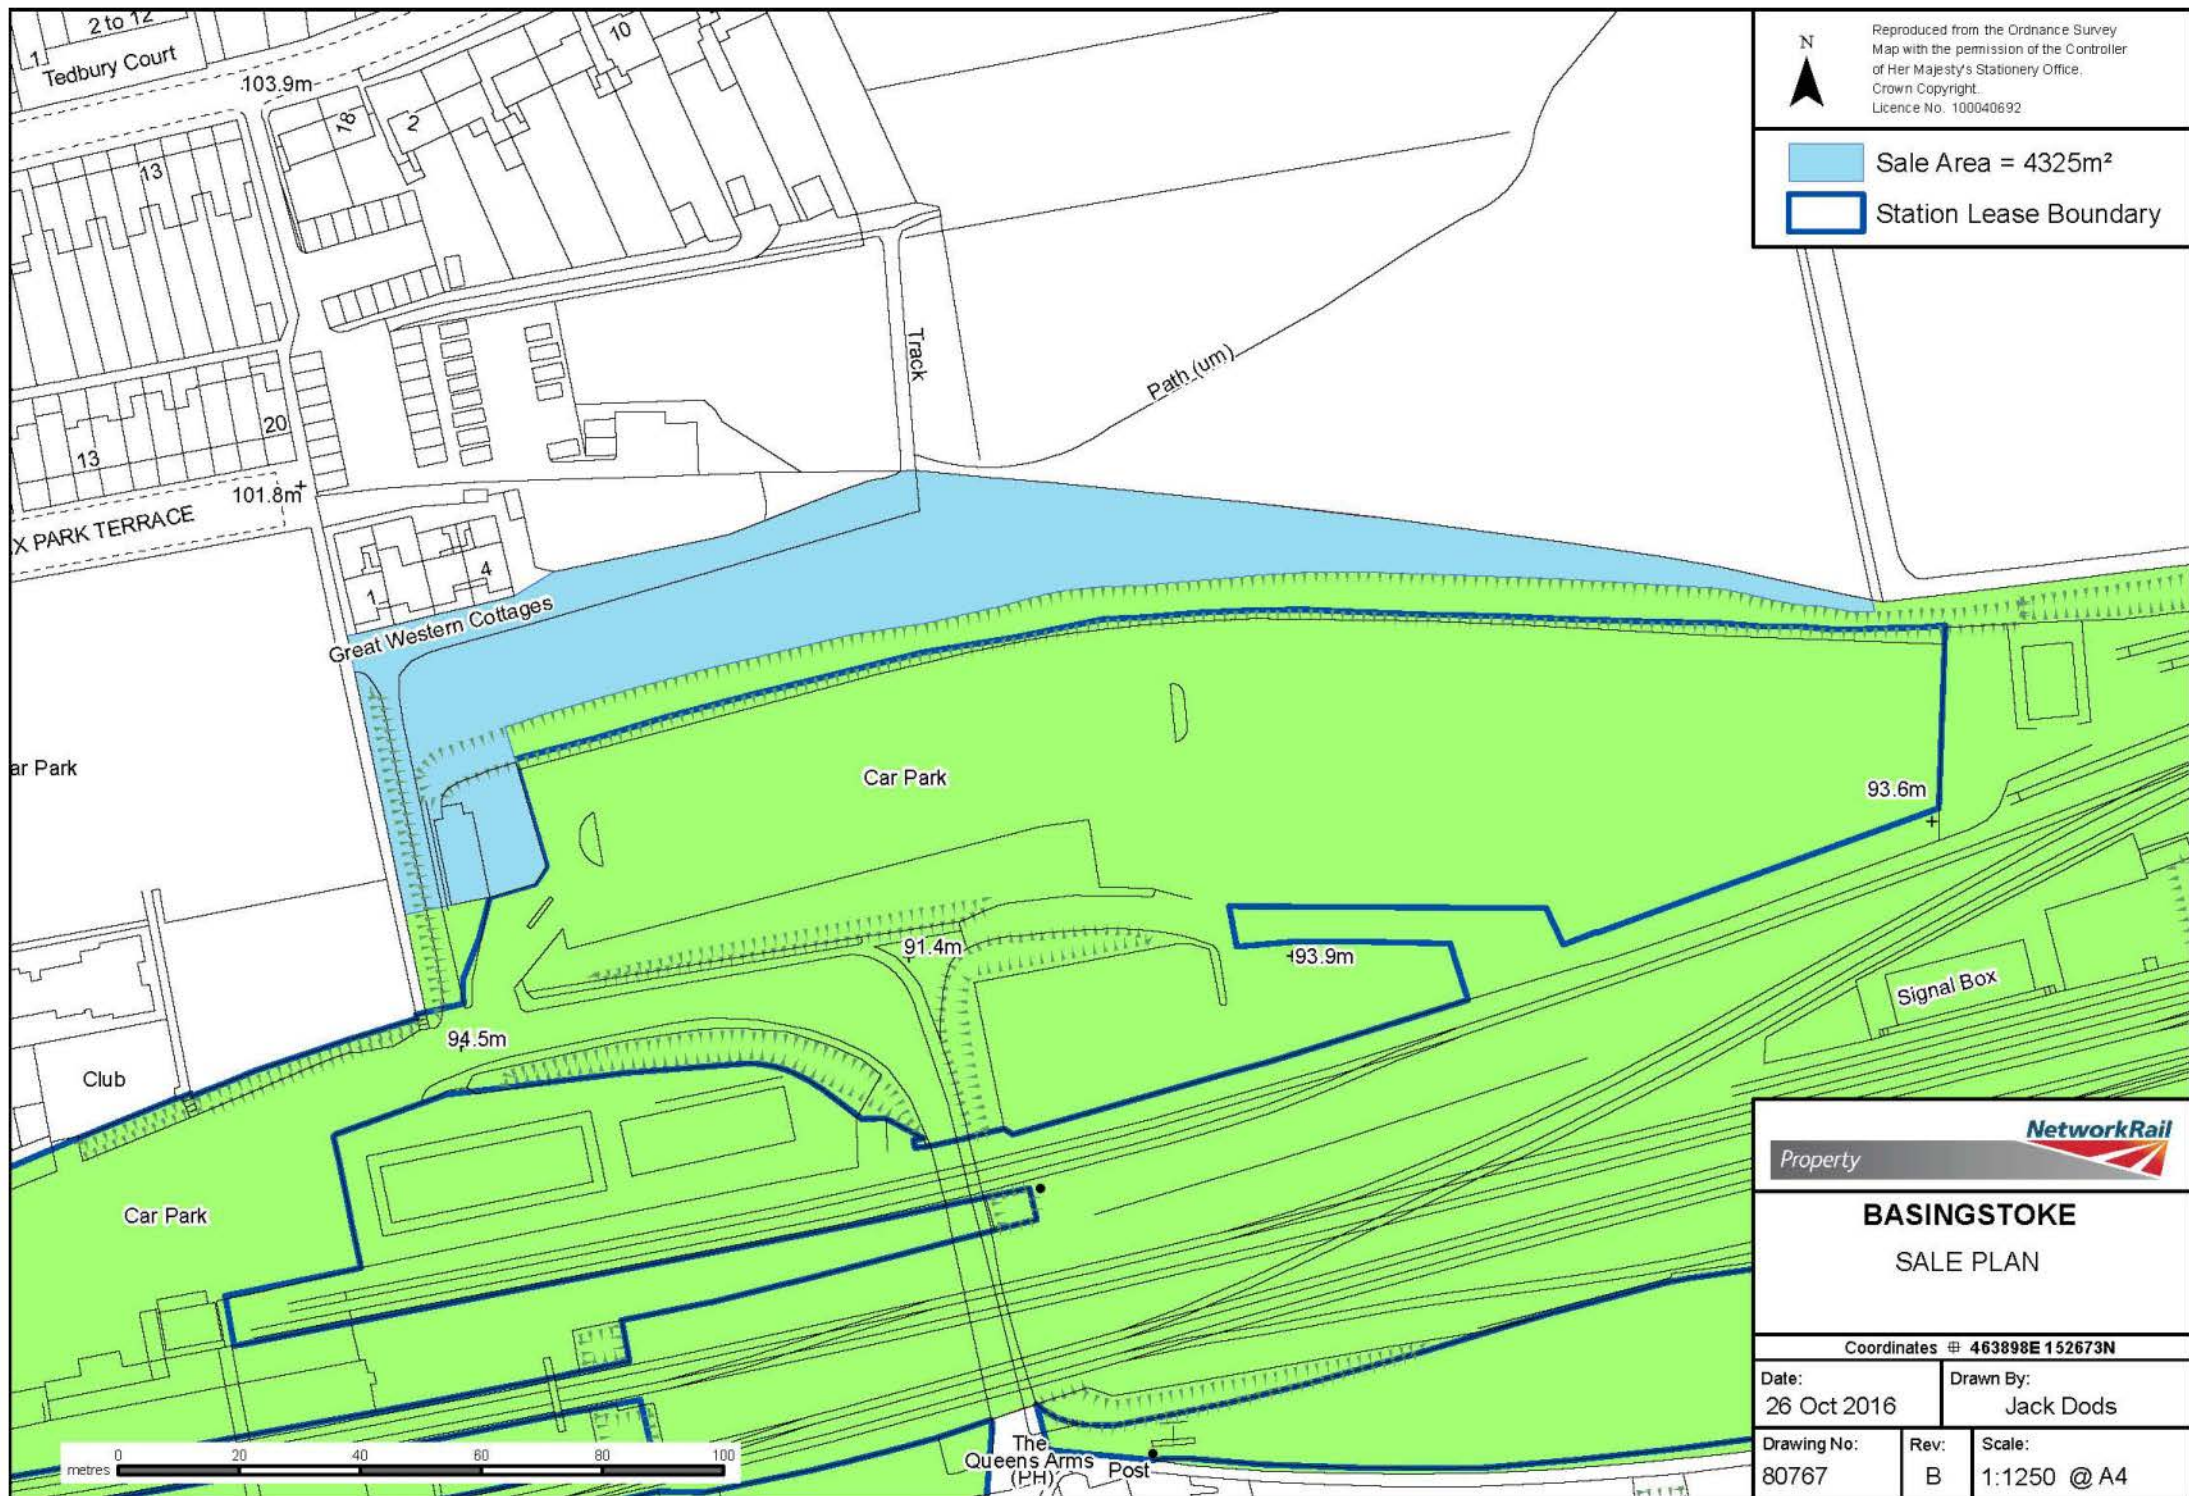 2 to 12
1
Tedbury Court
103.9m
10
18
2
13
Track
Path (um)
20
13
101.8m
X PARK TERRACE
4
1
Great Western Cottages
ar Park
Car Park
93.6m
91.4m
93.9m
Signal Box
94.5m
Club
Car Park
The
Queens Arms
(PH)
Post
metres
0 20 40 60 80 100
N
Reproduced from the Ordnance Survey
Map with the permission of the Controller
of Her Majesty's Stationery Office.
Crown Copyright.
Licence No. 100040692
Sale Area = 4325m²
Station Lease Boundary
NetworkRail
Property
BASINGSTOKE
SALE PLAN
Coordinates ⌖ 463898E 152673N
Date:
26 Oct 2016
Drawn By:
Jack Dods
Drawing No:
80767
Rev:
B
Scale:
1:1250 @ A4